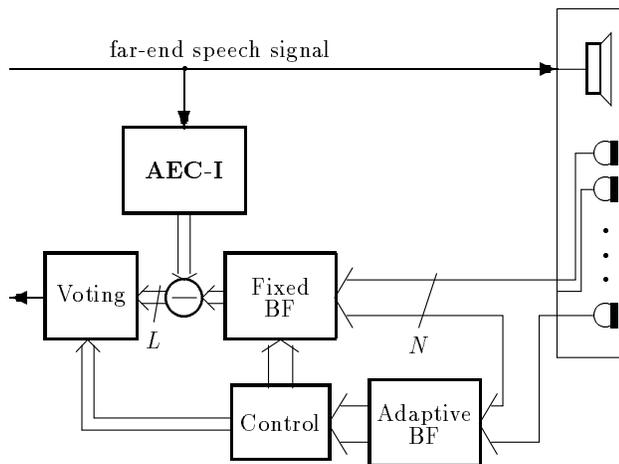 far-end speech signal
AEC-I
Voting
L
Fixed
BF
N
Control
Adaptive
BF